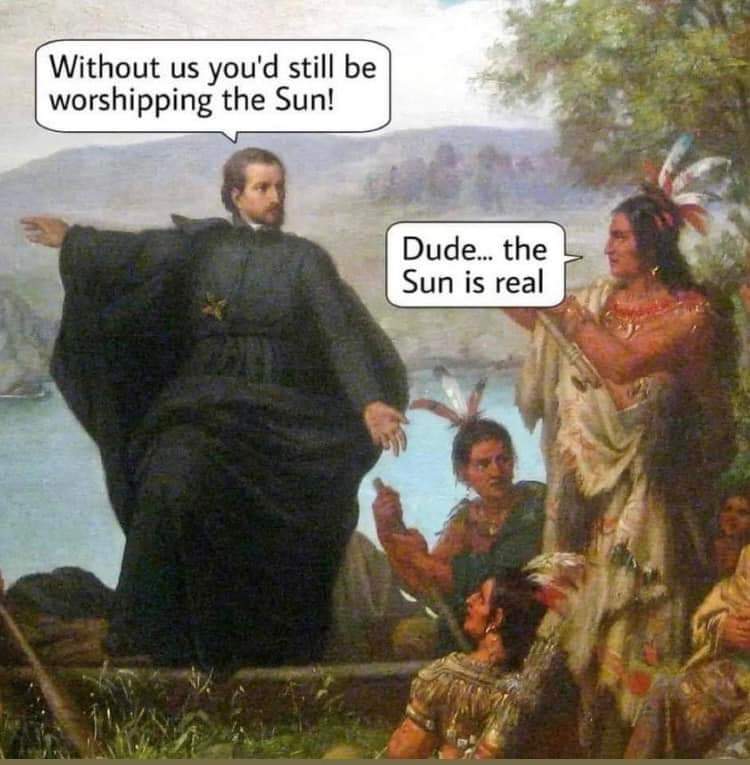 Without us you'd still be
worshipping the Sun!
Dude... the
Sun is real